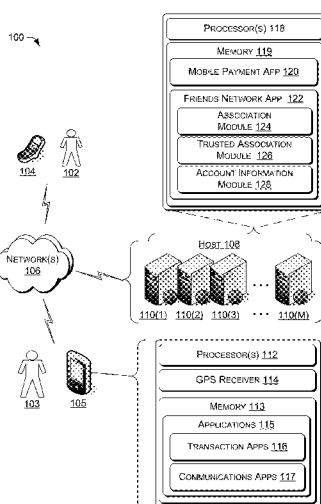 100
PROCESSOR(S) 118
MEMORY 119
MOBILE PAYMENT APP 120
FRIENDS NETWORK APP 122
ASSOCIATION
MODULE 124
TRUSTED ASSOCIATION
MODULE 126
ACCOUNT INFORMATION
MODULE 128
104
102
NETWORK(S)
106
HOST 108
110(1)
110(2)
110(3)
110(M)
103
105
PROCESSOR(S) 112
GPS RECEIVER 114
MEMORY 113
APPLICATIONS 115
TRANSACTION APPS 116
COMMUNICATIONS APPS 117